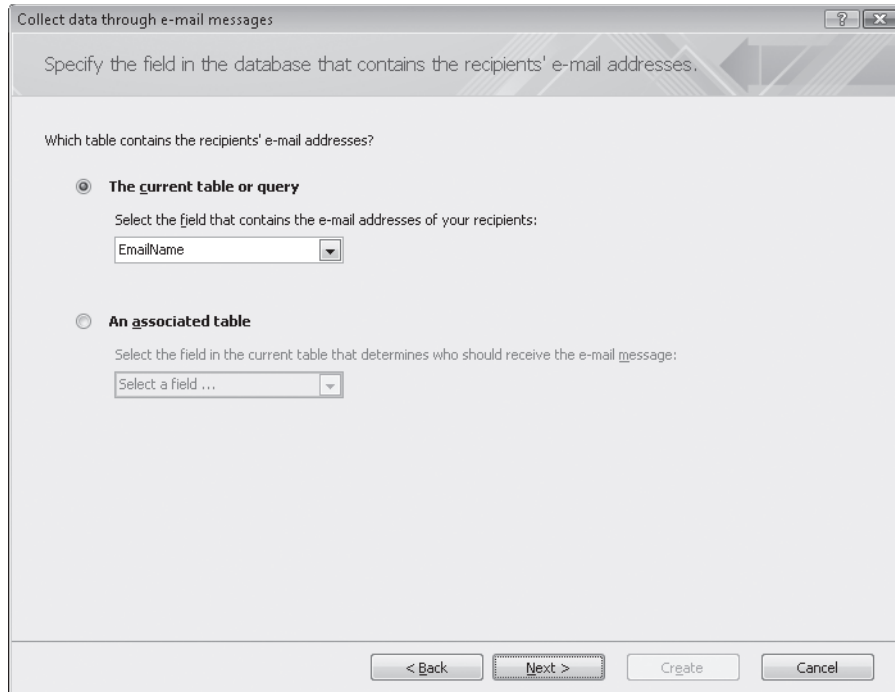 Collect data through e-mail messages
Specify the field in the database that contains the recipients' e-mail addresses.
Which table contains the recipients' e-mail addresses?
The current table or query
Select the field that contains the e-mail addresses of your recipients:
EmailName
An associated table
Select the field in the current table that determines who should receive the e-mail message:
Select a field ...
< Back Next > Create Cancel